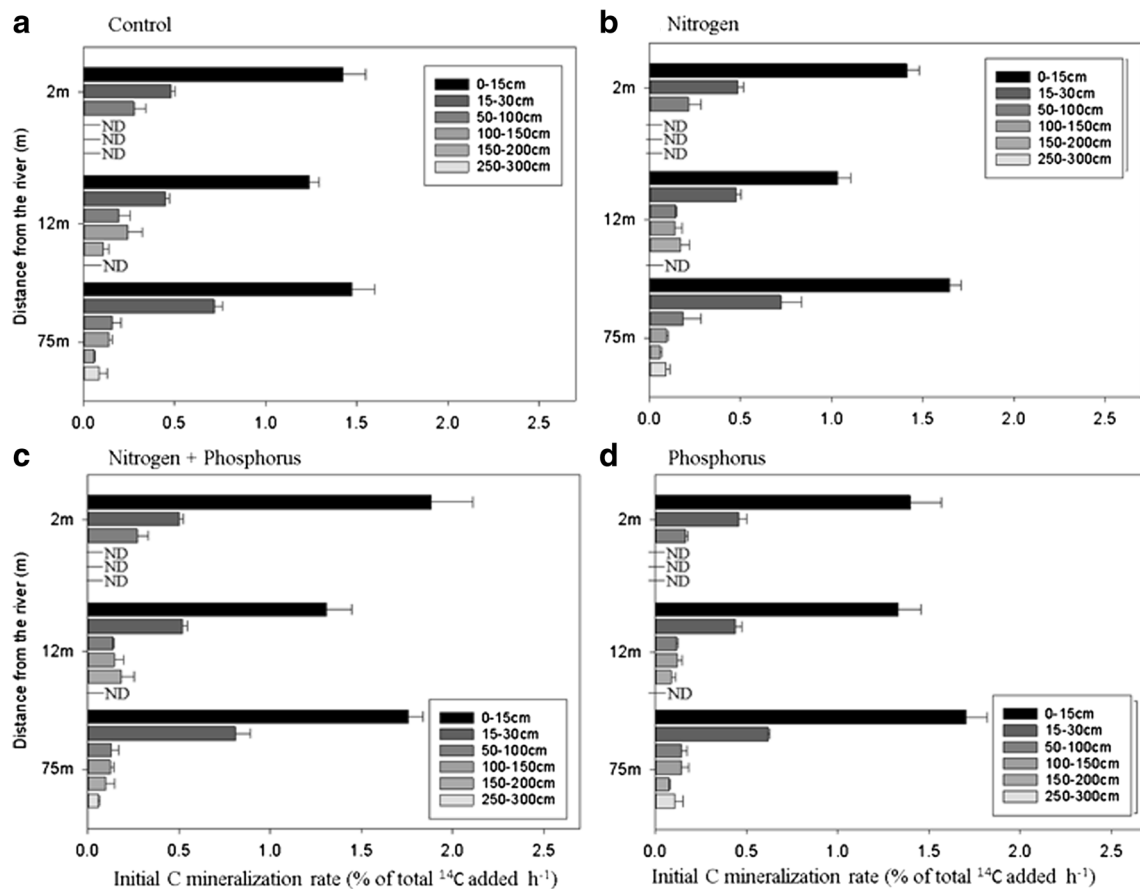 a
Control
Distance from the river (m)
2m
12m
75m
ND
ND
ND
ND
0-15cm
15-30cm
50-100cm
100-150cm
150-200cm
250-300cm
0.0 0.5 1.0 1.5 2.0 2.5
b
Nitrogen
2m
12m
75m
ND
ND
ND
ND
0-15cm
15-30cm
50-100cm
100-150cm
150-200cm
250-300cm
0.0 0.5 1.0 1.5 2.0 2.5
c
Nitrogen + Phosphorus
Distance from the river (m)
2m
12m
75m
ND
ND
ND
ND
0-15cm
15-30cm
50-100cm
100-150cm
150-200cm
250-300cm
0.0 0.5 1.0 1.5 2.0 2.5
d
Phosphorus
2m
12m
75m
ND
ND
ND
ND
0-15cm
15-30cm
50-100cm
100-150cm
150-200cm
250-300cm
0.0 0.5 1.0 1.5 2.0 2.5
Initial C mineralization rate (% of total ¹⁴C added h⁻¹)
Initial C mineralization rate (% of total ¹⁴C added h⁻¹)